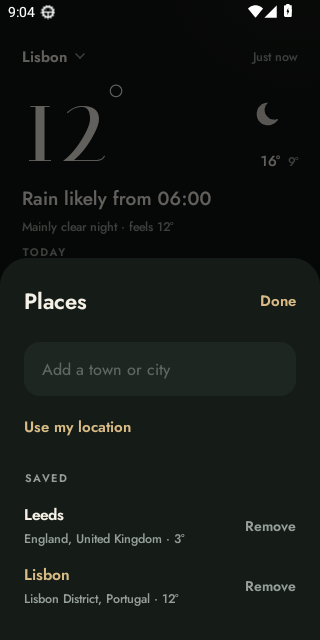 9:04
Lisbon
Just now
12°
16° 9°
Rain likely from 06:00
Mainly clear night · feels 12°
TODAY
Places
Done
Add a town or city
Use my location
SAVED
Leeds
England, United Kingdom · 3°
Remove
Lisbon
Lisbon District, Portugal · 12°
Remove